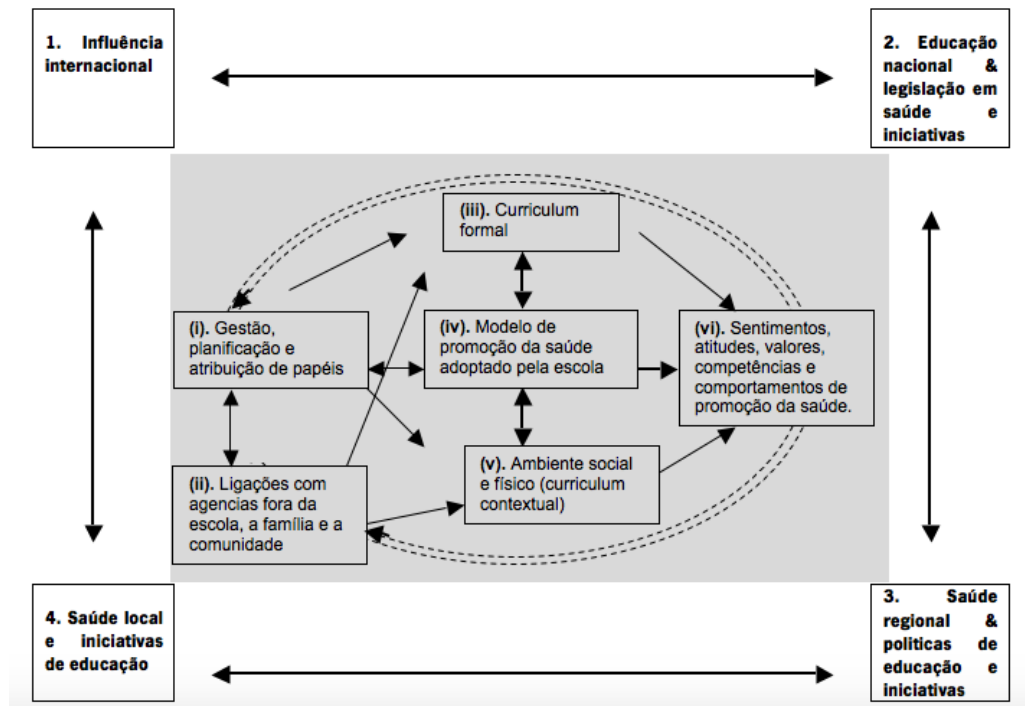 1. Influência
internacional
2. Educação
nacional &
legislação em
saúde e
iniciativas
(iii). Curriculum
formal
(i). Gestão,
planificação e
atribuição de papéis
(iv). Modelo de
promoção da saúde
adoptado pela escola
(vi). Sentimentos,
atitudes, valores,
competências e
comportamentos de
promoção da saúde.
(ii). Ligações com
agencias fora da
escola, a família e a
comunidade
(v). Ambiente social
e físico (curriculum
contextual)
4. Saúde local
e iniciativas
de educação
3. Saúde
regional &
politicas de
educação e
iniciativas